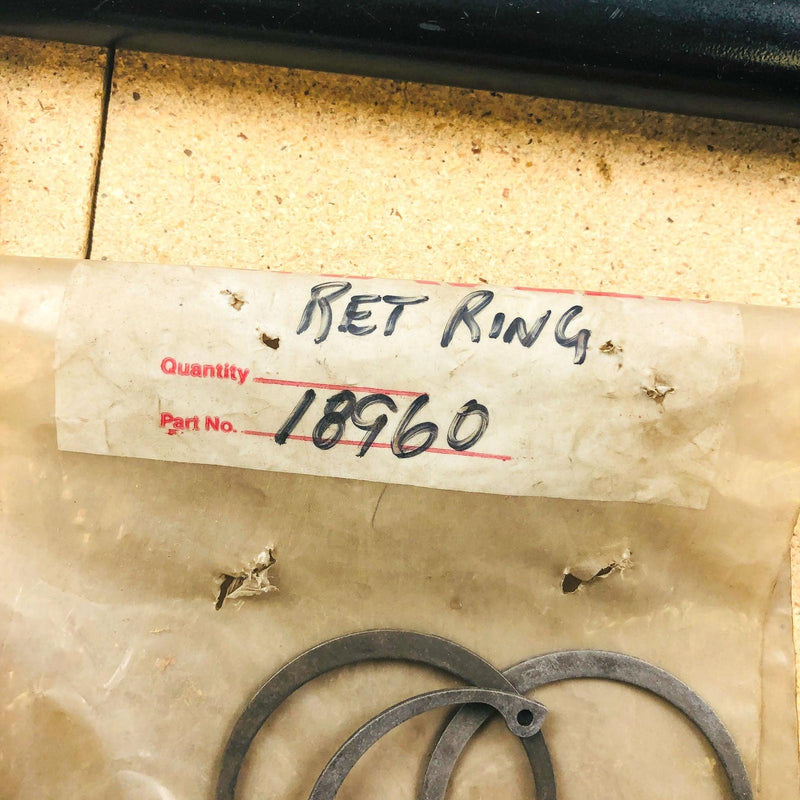 RET RING
Quantity
Part No. 18960